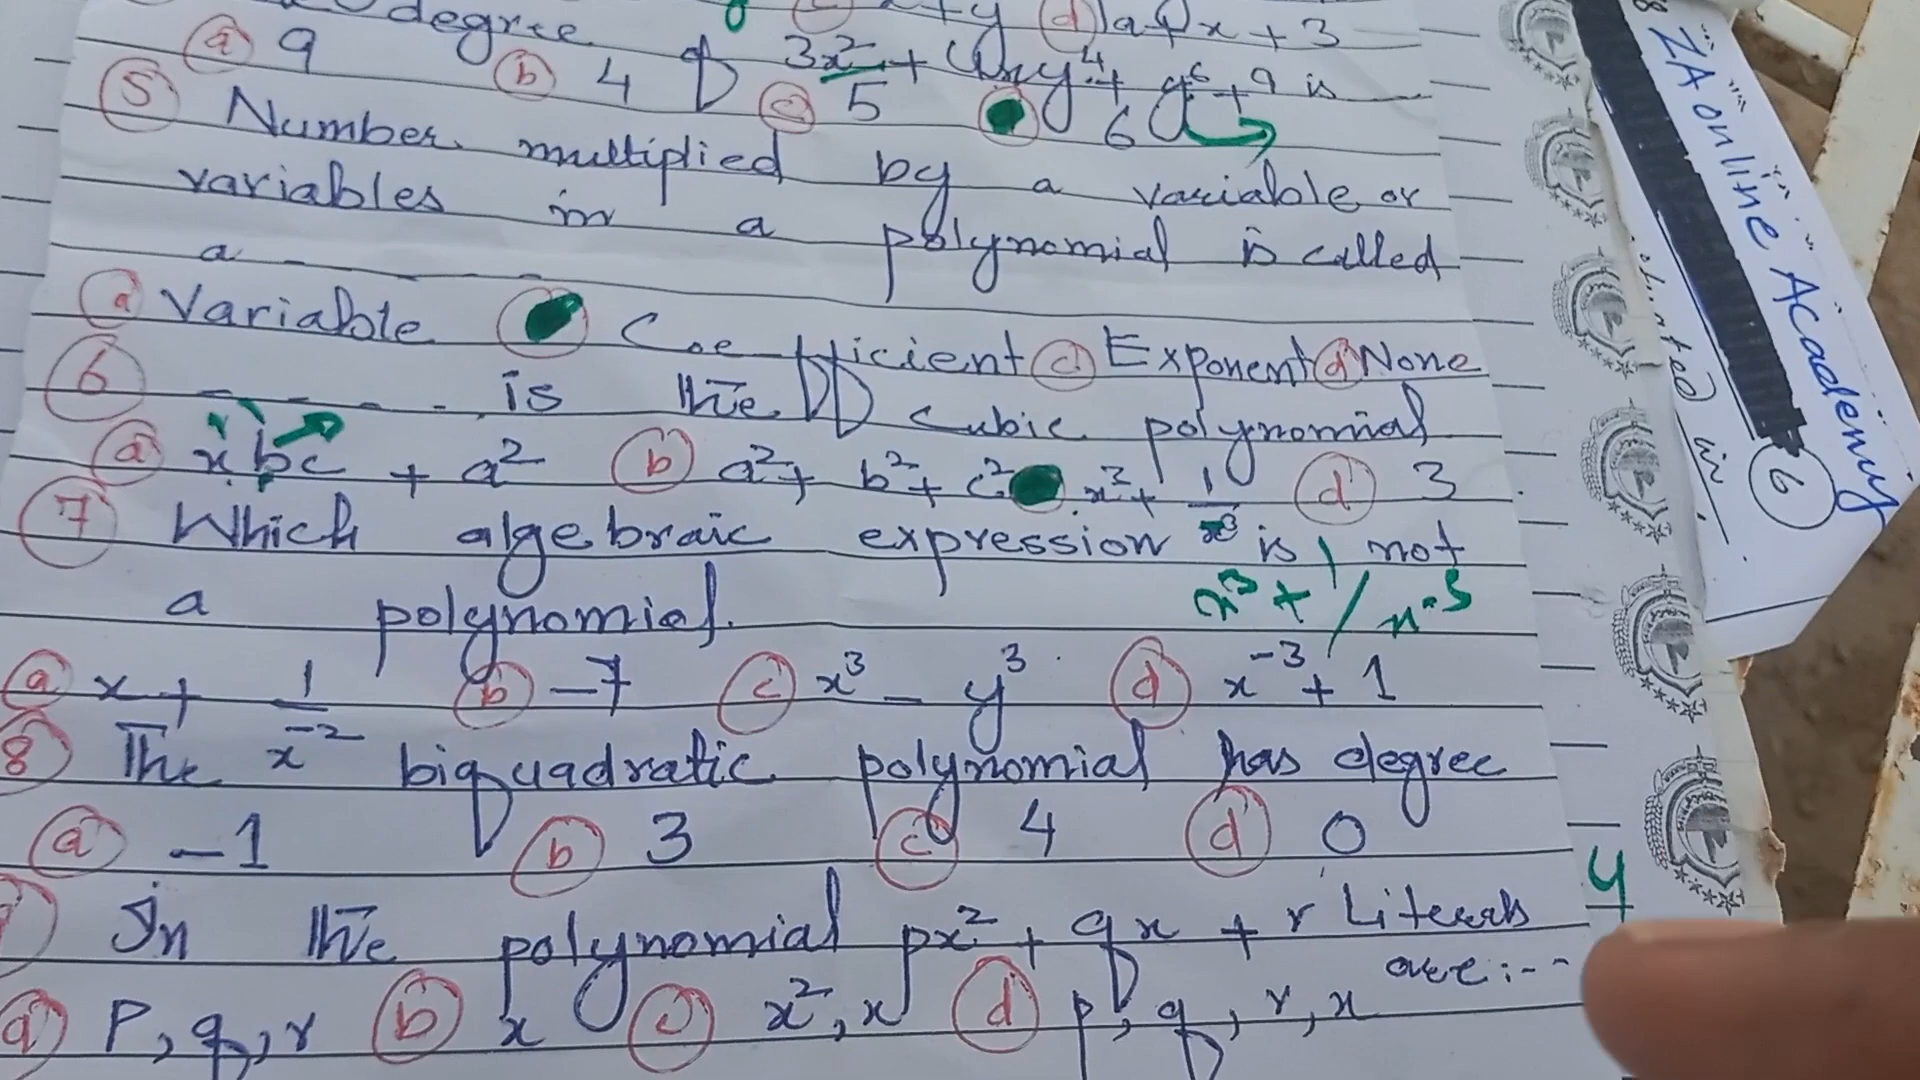 degree of 3x² + 4xy⁴ + y⁶ + 9 is
ⓐ 9 ⓑ 4 ⓒ 5 6
⑤ Number multiplied by a variable or
variables in a polynomial is called
a - - - -
ⓐ Variable Coefficient ⓒ Exponent ⓓ None
⑥ - - - - is the cubic polynomial
ⓐ xbc + a² ⓑ a² + b² + c² x³ + 1/x⁻³ ⓓ 3
⑦ Which algebraic expression is not
a polynomial.
x³ + 1/x⁻³
ⓐ x + 1/x⁻² ⓑ -7 ⓒ x³ - y³ ⓓ x⁻³ + 1
8 The biquadratic polynomial has degree
ⓐ -1 ⓑ 3 ⓒ 4 ⓓ 0
In the polynomial px² + qx + r Literals
are:--
ⓐ P, q, r ⓑ x ⓒ x², x ⓓ p, q, r, x
4
ZA online Academy
⑥